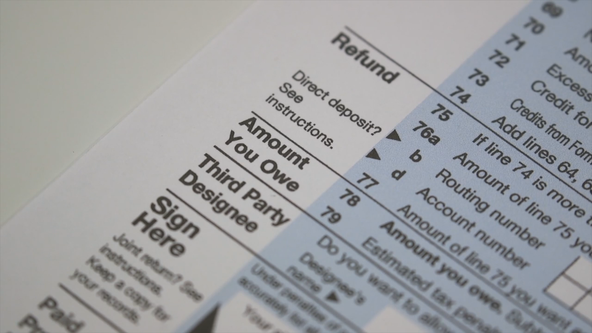 69
70
71
72
73
74
Refund
75
Direct deposit?
See
instructions.
76a
b
d
Amount
You Owe
77
78
Third Party
Designee
79
Sign
Here
Joint return? See
instructions.
Keep a copy for
your records.
Paid
Amou
Excess
Credit for
Credits from Form
Add lines 64, 6
If line 74 is more
Amount of line 75 you
Routing number
Account number
Amount of line 75 you want
Amount you owe.
Estimated tax pen
Do you want to allow
Designee's
name
Under penalties of
accurately list
Your